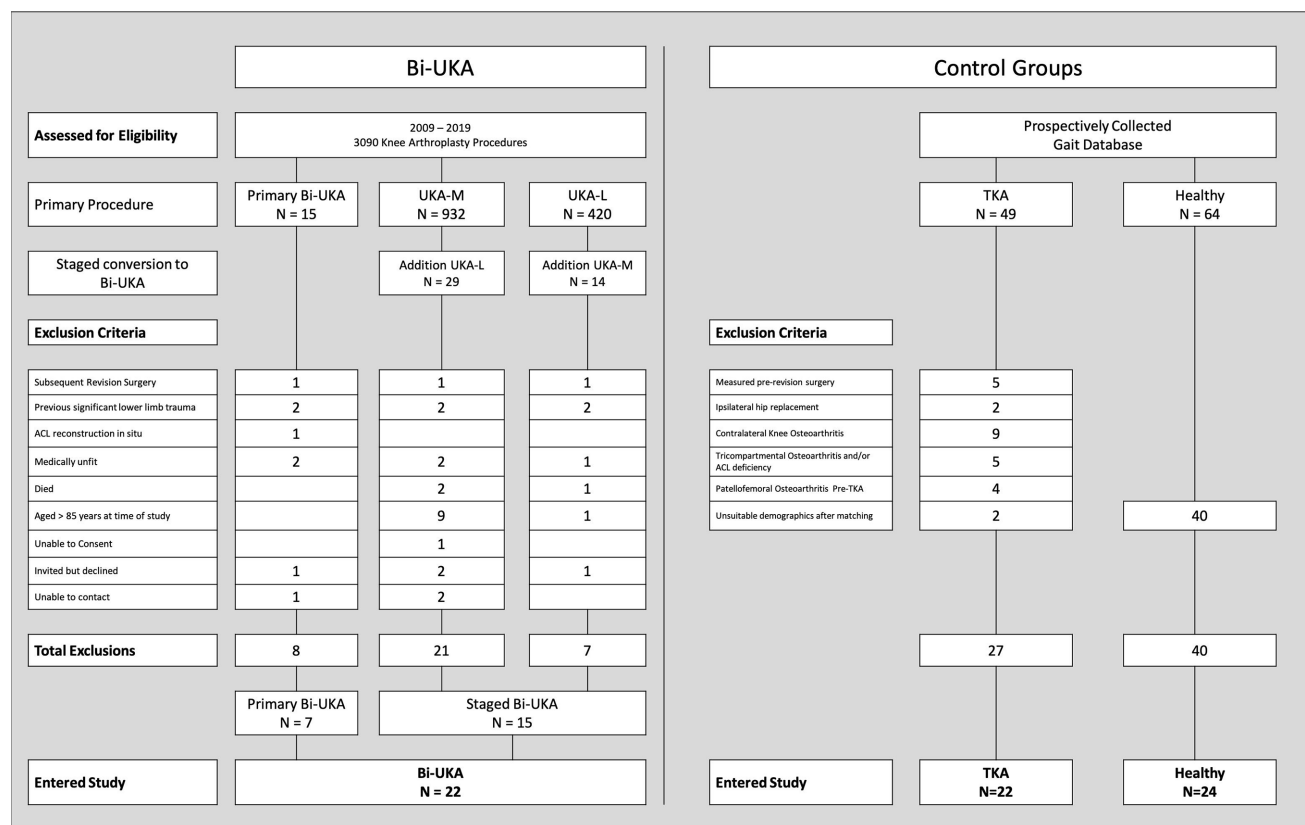 Bi-UKA
Control Groups
Assessed for Eligibility
2009 – 2019
3090 Knee Arthroplasty Procedures
Prospectively Collected
Gait Database
Primary Procedure
Primary Bi-UKA
N = 15
UKA-M
N = 932
UKA-L
N = 420
TKA
N = 49
Healthy
N = 64
Staged conversion to
Bi-UKA
Addition UKA-L
N = 29
Addition UKA-M
N = 14
Exclusion Criteria
Exclusion Criteria
Subsequent Revision Surgery
1
1
1
Measured pre-revision surgery
5
Previous significant lower limb trauma
2
2
2
Ipsilateral hip replacement
2
ACL reconstruction in situ
1
Contralateral Knee Osteoarthritis
9
Medically unfit
2
2
1
Tricompartmental Osteoarthritis and/or
ACL deficiency
5
Died
2
1
Patellofemoral Osteoarthritis Pre-TKA
4
Aged > 85 years at time of study
9
1
Unsuitable demographics after matching
2
40
Unable to Consent
1
Invited but declined
1
2
1
Unable to contact
1
2
Total Exclusions
8
21
7
27
40
Primary Bi-UKA
N = 7
Staged Bi-UKA
N = 15
Entered Study
Bi-UKA
N = 22
Entered Study
TKA
N=22
Healthy
N=24